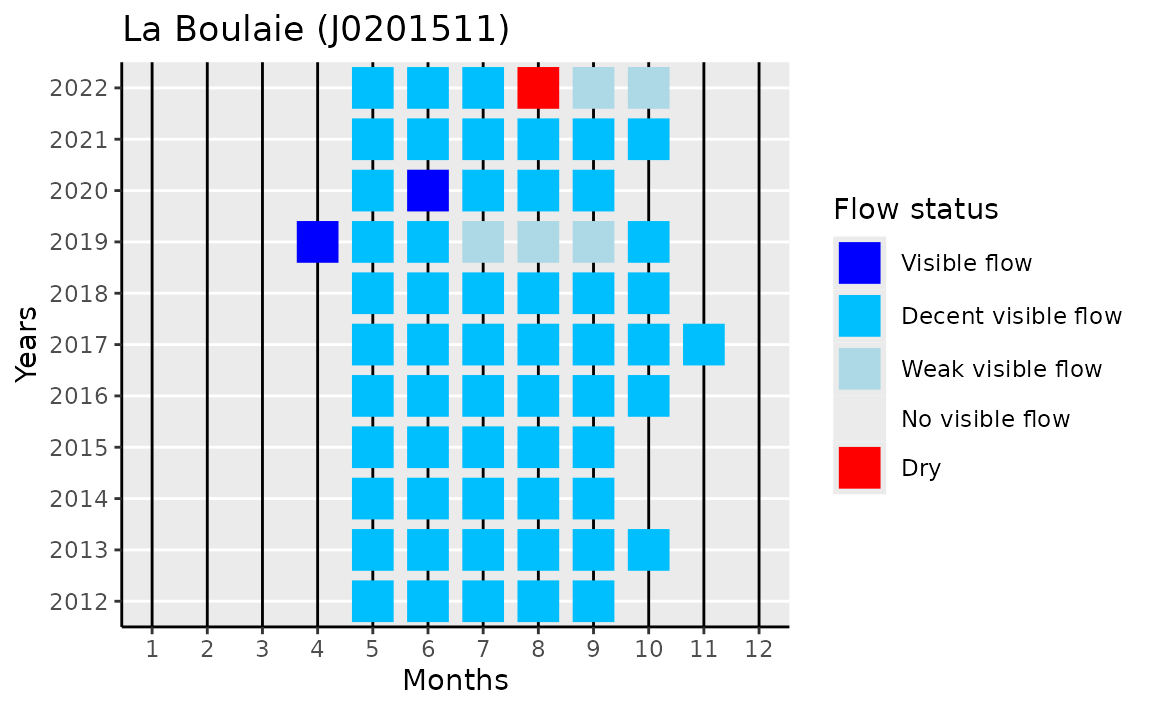 La Boulaie (J0201511)
2022
2021
2020
2019
2018
2017
2016
2015
2014
2013
2012
Years
1 2 3 4 5 6 7 8 9 10 11 12
Months
Flow status
Visible flow
Decent visible flow
Weak visible flow
No visible flow
Dry